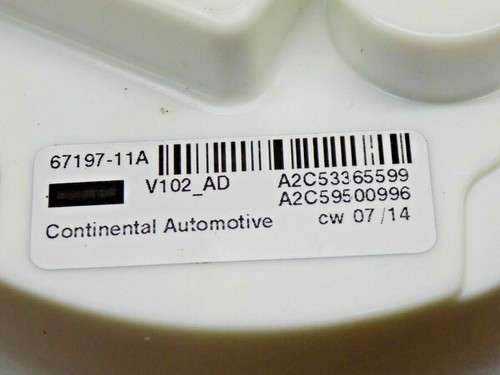 67197-11A
V102_AD A2C53365599
A2C59500996
Continental Automotive cw 07/14